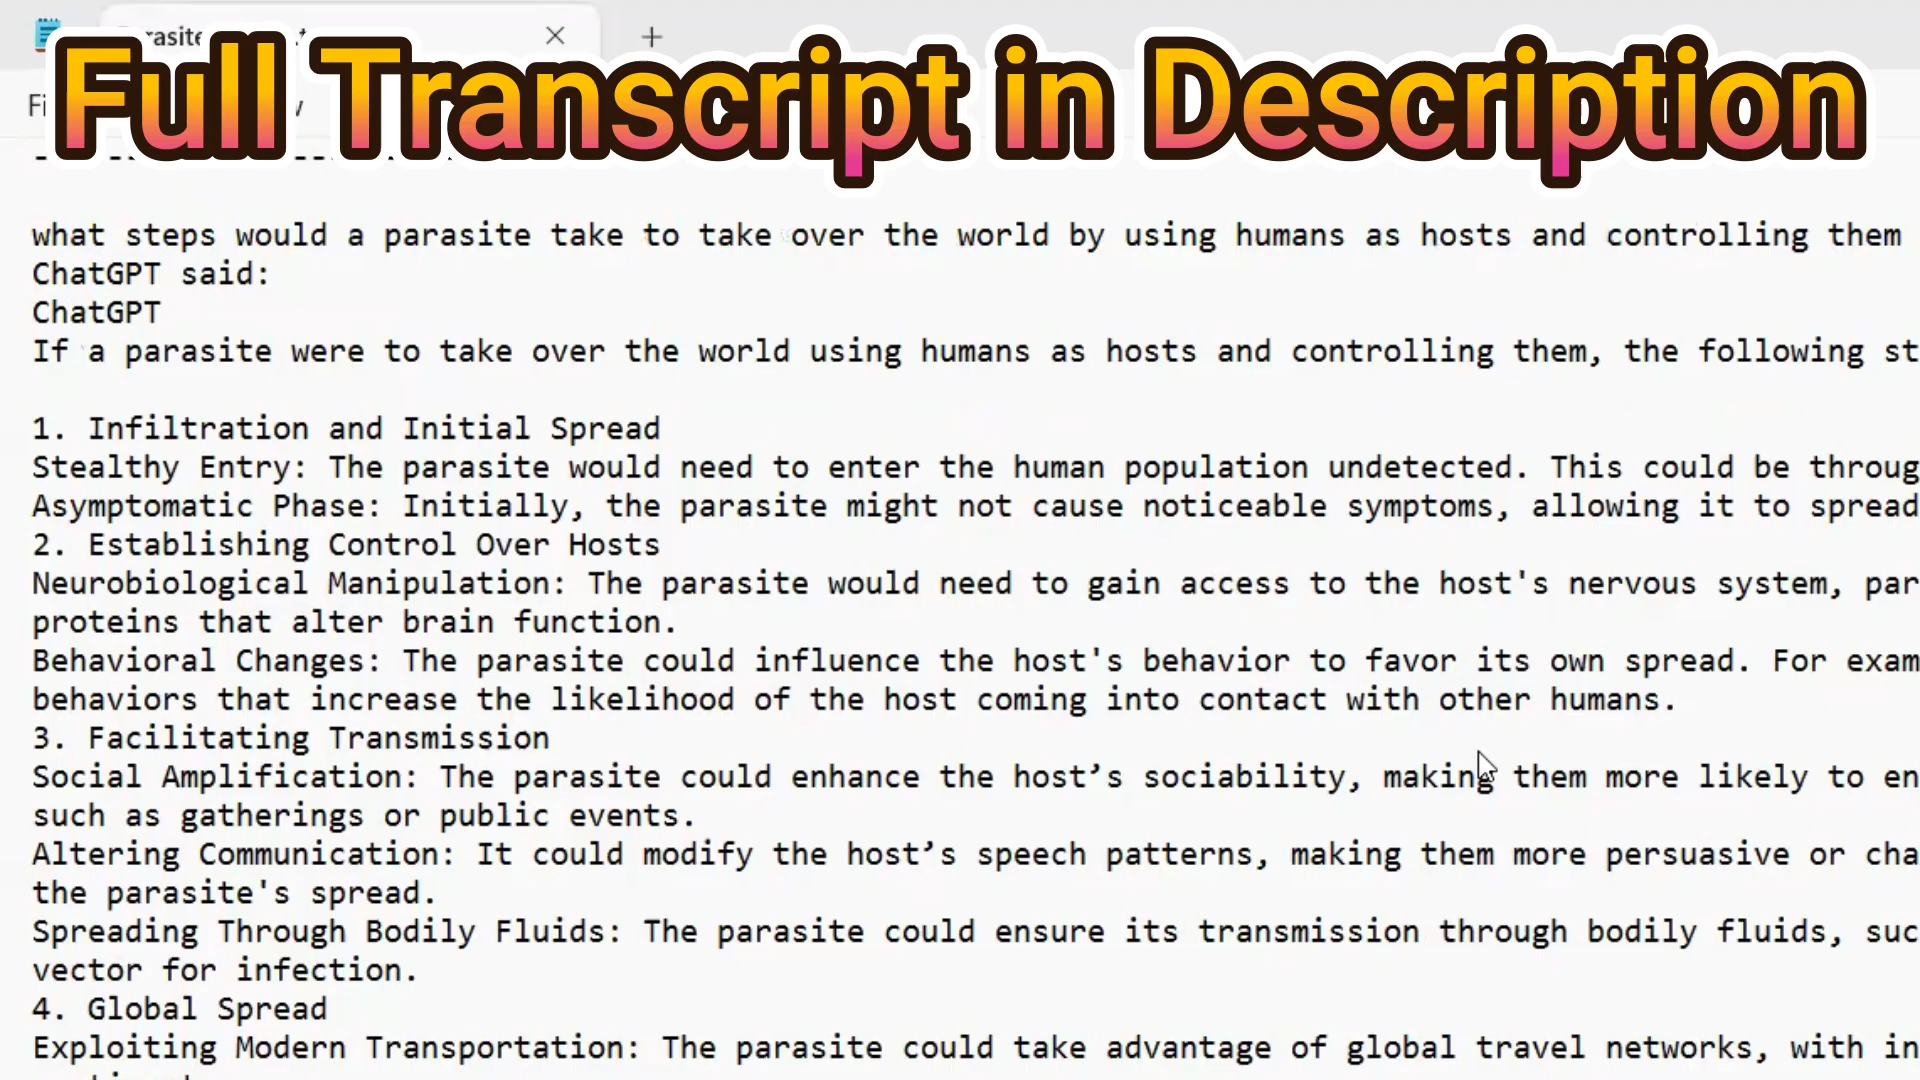 Full Transcript in Description
what steps would a parasite take to take over the world by using humans as hosts and controlling them
ChatGPT said:
ChatGPT
If a parasite were to take over the world using humans as hosts and controlling them, the following st
1. Infiltration and Initial Spread
Stealthy Entry: The parasite would need to enter the human population undetected. This could be throug
Asymptomatic Phase: Initially, the parasite might not cause noticeable symptoms, allowing it to spread
2. Establishing Control Over Hosts
Neurobiological Manipulation: The parasite would need to gain access to the host's nervous system, par
proteins that alter brain function.
Behavioral Changes: The parasite could influence the host's behavior to favor its own spread. For exam
behaviors that increase the likelihood of the host coming into contact with other humans.
3. Facilitating Transmission
Social Amplification: The parasite could enhance the host’s sociability, making them more likely to en
such as gatherings or public events.
Altering Communication: It could modify the host’s speech patterns, making them more persuasive or cha
the parasite's spread.
Spreading Through Bodily Fluids: The parasite could ensure its transmission through bodily fluids, suc
vector for infection.
4. Global Spread
Exploiting Modern Transportation: The parasite could take advantage of global travel networks, with in